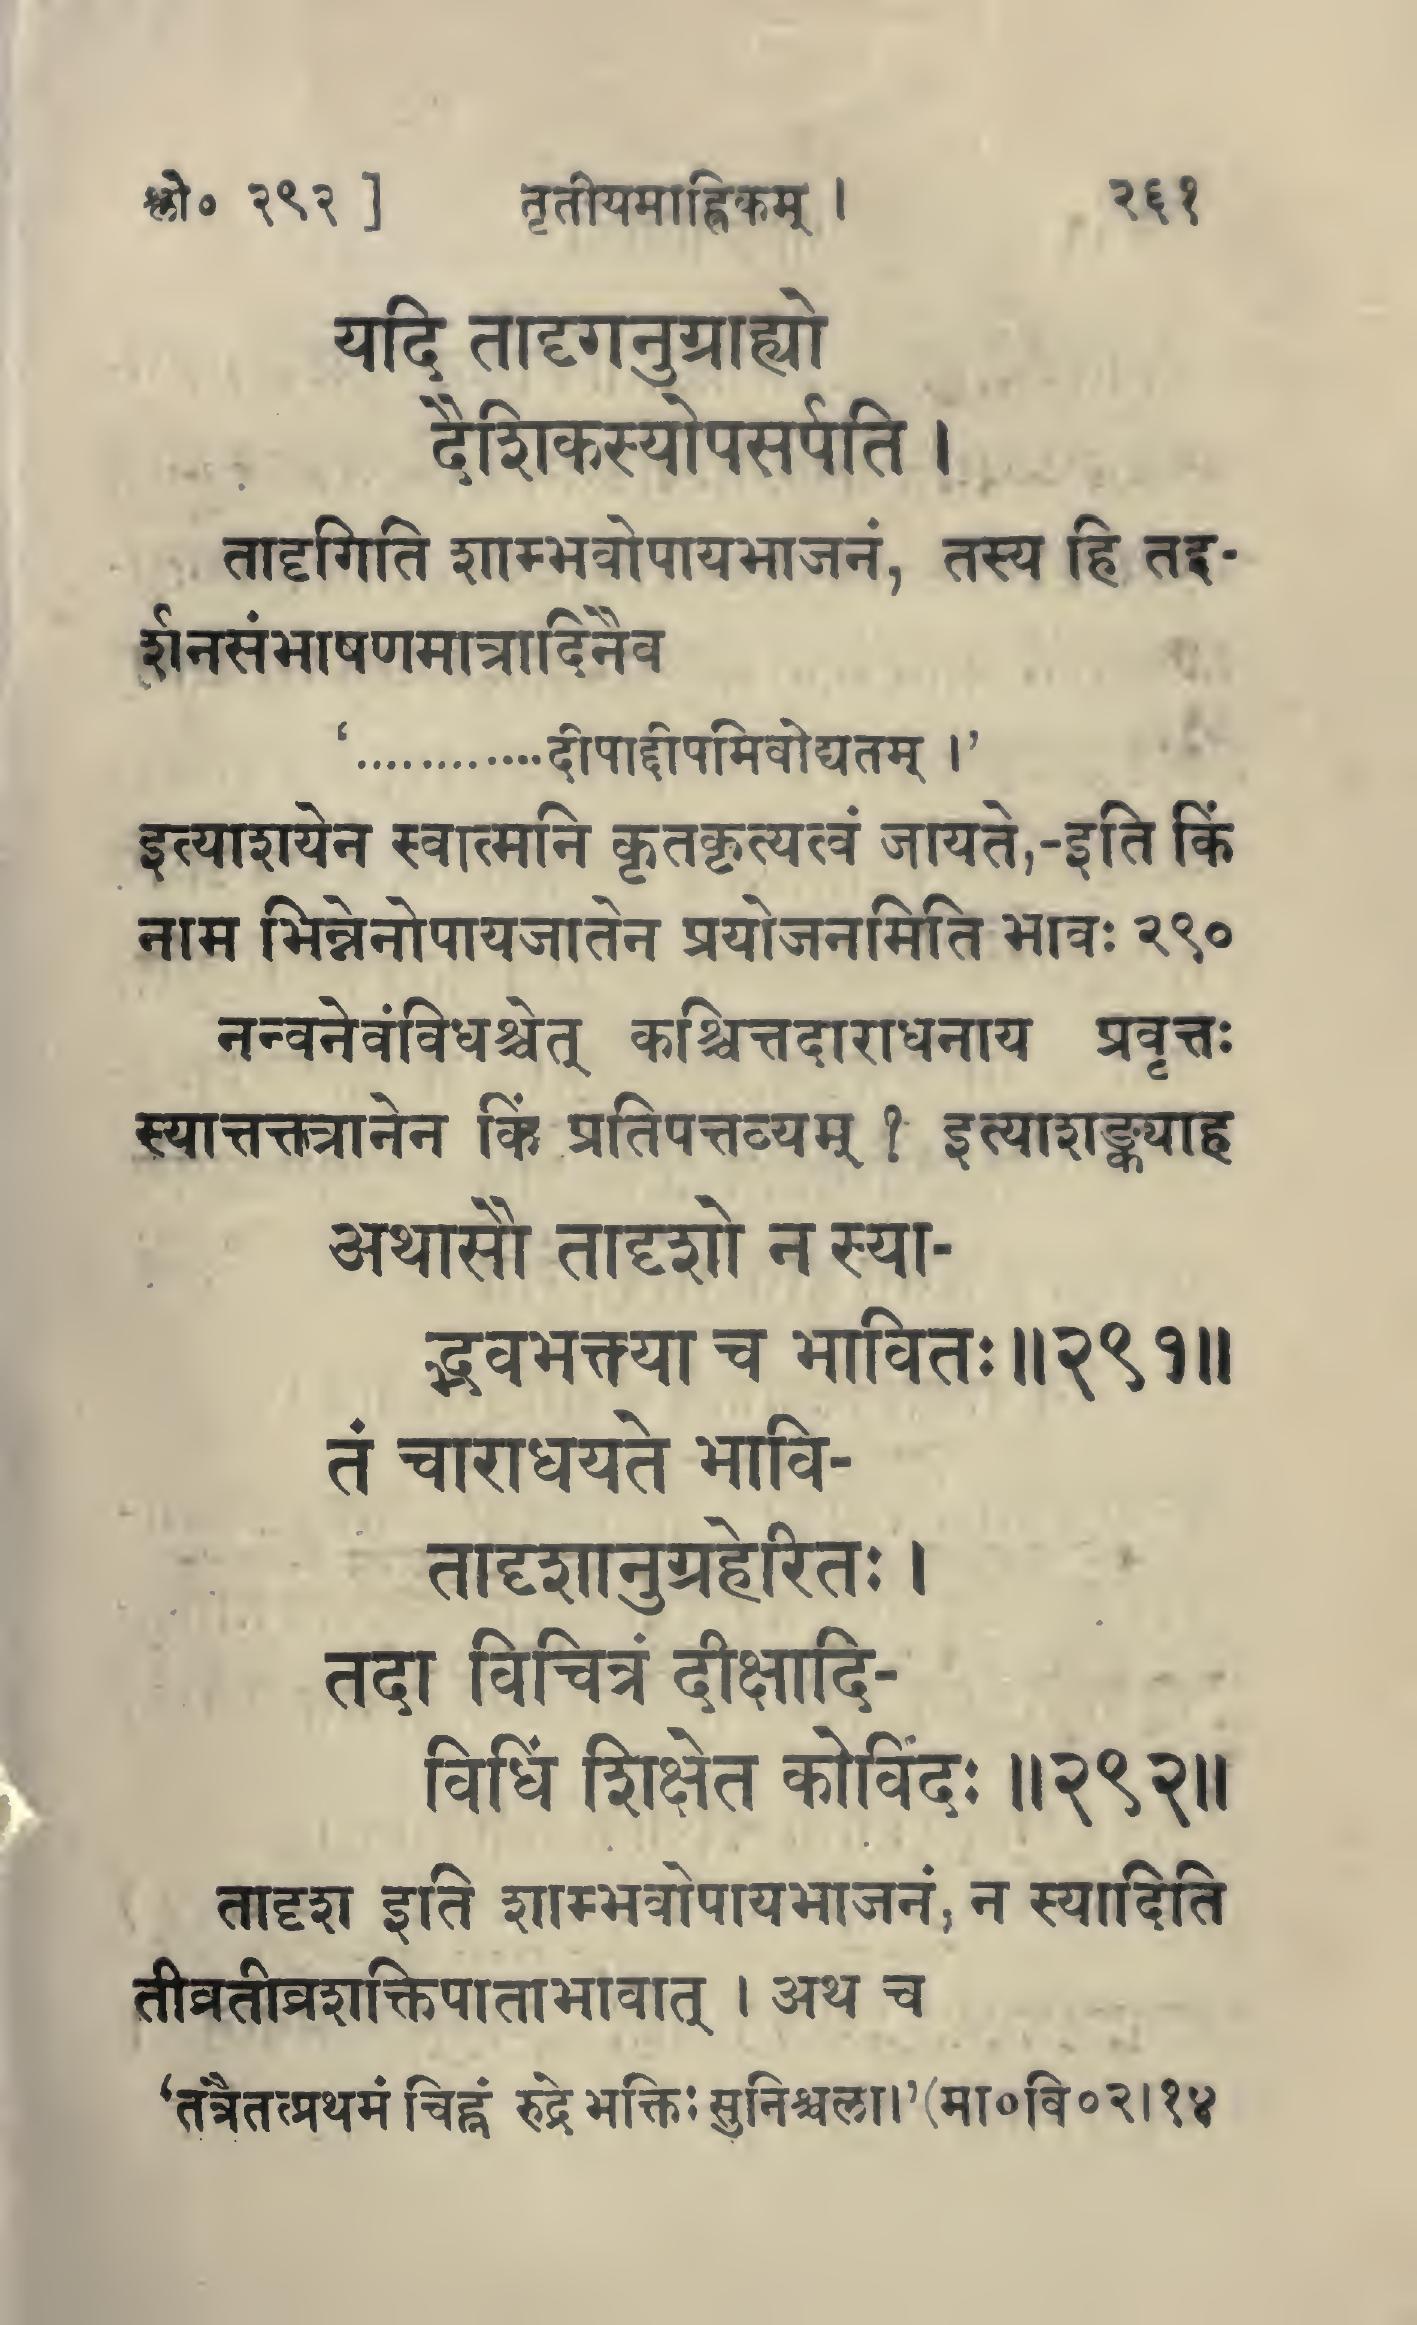 श्लो० २९२ ] तृतीयमाह्निकम् । २६१
यदि तादृगनुग्राह्यो
दैशिकस्योपसर्पति ।
तादृगिति शाम्भवोपायभाजनं, तस्य हि तद्द-
र्शनसंभाषणमात्रादिनैव
‘............दीपाद्दीपमिवोद्यतम् ।’
इत्याशयेन स्वात्मनि कृतकृत्यत्वं जायते,-इति किं
नाम भिन्नेनोपायजातेन प्रयोजनमिति भावः २९०
नन्वनेवंविधश्चेत् कश्चित्तदाराधनाय प्रवृत्तः
स्यात्तत्तत्रानेन किं प्रतिपत्तव्यम् ? इत्याशङ्क्याह
अथासौ तादृशो न स्या-
द्भवभक्त्या च भावितः॥२९१॥
तं चाराधयते भावि-
तादृशानुग्रहेरितः ।
तदा विचित्रं दीक्षादि-
विधिं शिक्षेत कोविदः ॥२९२॥
तादृश इति शाम्भवोपायभाजनं, न स्यादिति
तीव्रतीव्रशक्तिपाताभावात् । अथ च
‘तत्रैतत्प्रथमं चिह्नं रुद्रे भक्तिः सुनिश्चला।’(मा०वि०२।१४